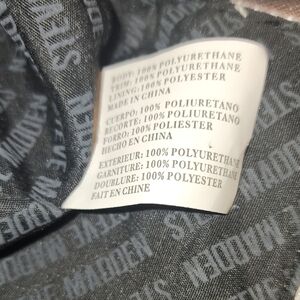 BODY: 100% POLYURETHANE
TRIM: 100% POLYURETHANE
LINING: 100% POLYESTER
MADE IN CHINA
CUERPO: 100% POLIURETANO
RECORTE: 100% POLIURETANO
FORRO: 100% POLIESTER
HECHO EN CHINA
EXTERIEUR: 100% POLYURETHANE
GARNITURE: 100% POLYURETHANE
DOUBLURE: 100% POLYESTER
FAIT EN CHINE
STEVE MADDEN
MADDEN
MADDEN